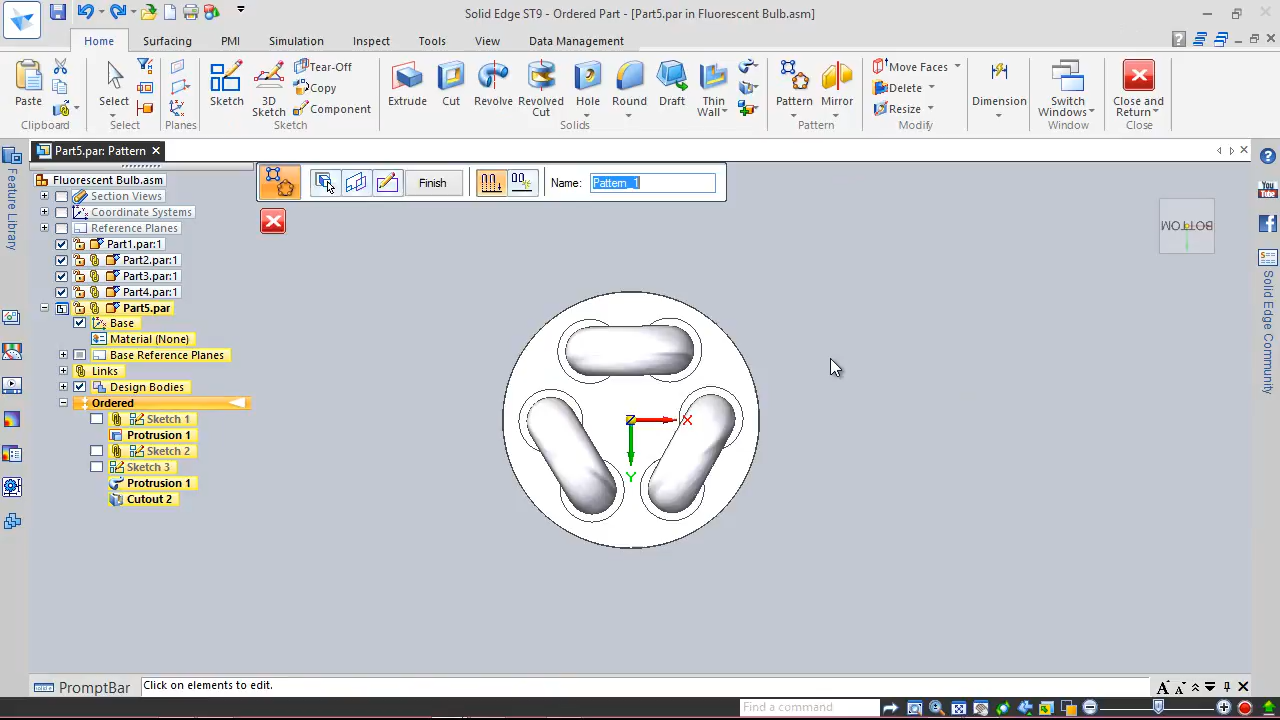 Solid Edge ST9 - Ordered Part - [Part5.par in Fluorescent Bulb.asm]
Home
Surfacing
PMI
Simulation
Inspect
Tools
View
Data Management
Paste
Clipboard
Select
Select
Planes
Sketch
3D Sketch
Tear-Off
Copy
Component
Sketch
Extrude
Cut
Revolve
Revolved Cut
Hole
Round
Draft
Thin Wall
Solids
Pattern
Mirror
Pattern
Move Faces
Delete
Resize
Modify
Dimension
Switch Windows
Window
Close and Return
Close
Part5.par: Pattern
Feature Library
Fluorescent Bulb.asm
Section Views
Coordinate Systems
Reference Planes
Part1.par:1
Part2.par:1
Part3.par:1
Part4.par:1
Part5.par
Base
Material (None)
Base Reference Planes
Links
Design Bodies
Ordered
Sketch 1
Protrusion 1
Sketch 2
Sketch 3
Protrusion 1
Cutout 2
Finish
Name: Pattern_1
BOTTOM
X
Y
You Tube
Solid Edge Community
PromptBar
Click on elements to edit.
Find a command